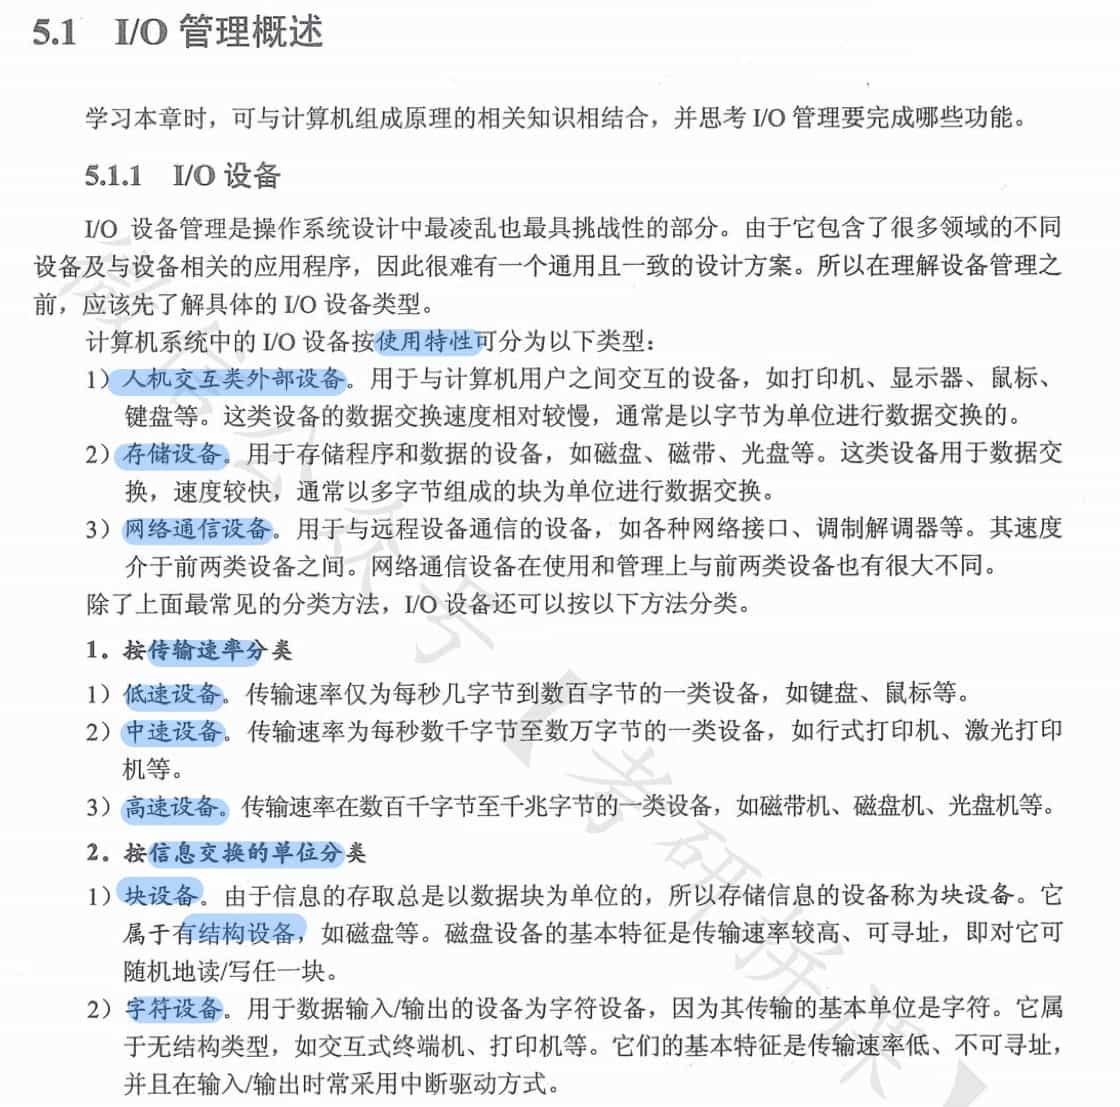 5.1 I/O 管理概述
学习本章时，可与计算机组成原理的相关知识相结合，并思考 I/O 管理要完成哪些功能。
5.1.1 I/O 设备
I/O 设备管理是操作系统设计中最凌乱也最具挑战性的部分。由于它包含了很多领域的不同
设备及与设备相关的应用程序，因此很难有一个通用且一致的设计方案。所以在理解设备管理之
前，应该先了解具体的 I/O 设备类型。
计算机系统中的 I/O 设备按使用特性可分为以下类型：
1）人机交互类外部设备。用于与计算机用户之间交互的设备，如打印机、显示器、鼠标、
键盘等。这类设备的数据交换速度相对较慢，通常是以字节为单位进行数据交换的。
2）存储设备。用于存储程序和数据的设备，如磁盘、磁带、光盘等。这类设备用于数据交
换，速度较快，通常以多字节组成的块为单位进行数据交换。
3）网络通信设备。用于与远程设备通信的设备，如各种网络接口、调制解调器等。其速度
介于前两类设备之间。网络通信设备在使用和管理上与前两类设备也有很大不同。
除了上面最常见的分类方法，I/O 设备还可以按以下方法分类。
1．按传输速率分类
1）低速设备。传输速率仅为每秒几字节到数百字节的一类设备，如键盘、鼠标等。
2）中速设备。传输速率为每秒数千字节至数万字节的一类设备，如行式打印机、激光打印
机等。
3）高速设备。传输速率在数百千字节至千兆字节的一类设备，如磁带机、磁盘机、光盘机等。
2．按信息交换的单位分类
1）块设备。由于信息的存取总是以数据块为单位的，所以存储信息的设备称为块设备。它
属于有结构设备，如磁盘等。磁盘设备的基本特征是传输速率较高、可寻址，即对它可
随机地读/写任一块。
2）字符设备。用于数据输入/输出的设备为字符设备，因为其传输的基本单位是字符。它属
于无结构类型，如交互式终端机、打印机等。它们的基本特征是传输速率低、不可寻址，
并且在输入/输出时常采用中断驱动方式。
微信公众号【考研拼课】